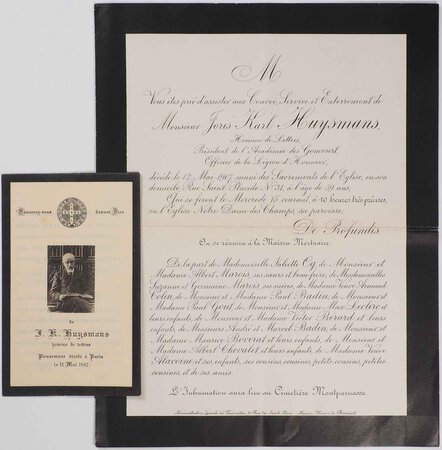 M
Vous êtes prié d'assister aux Convoi, Service et Enterrement de
Monsieur Joris Karl Huysmans,
Homme de Lettres,
Président de l'Académie des Goncourt,
Officier de la Légion d'Honneur,
décédé le 12 Mai 1907, muni des Sacrements de l'Eglise, en son
domicile, Rue Saint-Placide Nº 31, à l'âge de 59 ans,
Qui se feront le Mercredi 15 courant, à 10 heures très précises,
en l'Eglise Notre-Dame des Champs, sa paroisse.
De Profundis.
On se réunira à la Maison Mortuaire.
De la part de Mademoiselle Juliette Og, de Monsieur et
Madame Albert Marois, ses sœurs et beau-frère, de Mesdemoiselles
Suzanne et Germaine Marois, ses nièces, de Madame Veuve Armand
Colin, de Monsieur et Madame Paul Badin, de Monsieur et
Madame Paul Gout, de Monsieur et Madame Max Leclerc et
leurs enfants, de Monsieur et Madame Victor Bérard et leurs
enfants, de Messieurs André et Marcel Badin, de Monsieur et
Madame Maurice Reveret et leurs enfants, de Monsieur et
Madame Albert Chevalet et leurs enfants, de Madame Veuve
et ses enfants, ses cousins, cousines, petits-cousins, petites-
cousines, et de ses amis.
L'Inhumation aura lieu au Cimetière Montparnasse.
Souvenez-vous devant Dieu
de
J. K. Huysmans
homme de lettres
Pieusement décédé à Paris
le 12 Mai 1907.